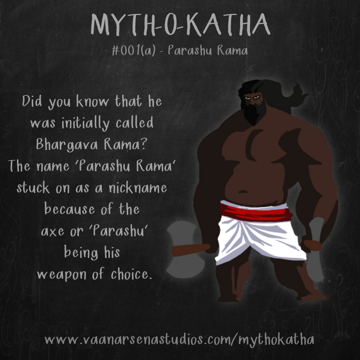 MYTH-O-KATHA
#001(a) - Parashu Rama
Did you know that he
was initially called
Bhargava Rama?
The name 'Parashu Rama'
stuck on as a nickname
because of the
axe or 'Parashu'
being his
weapon of choice.
www.vaanarsenastudios.com/mythokatha